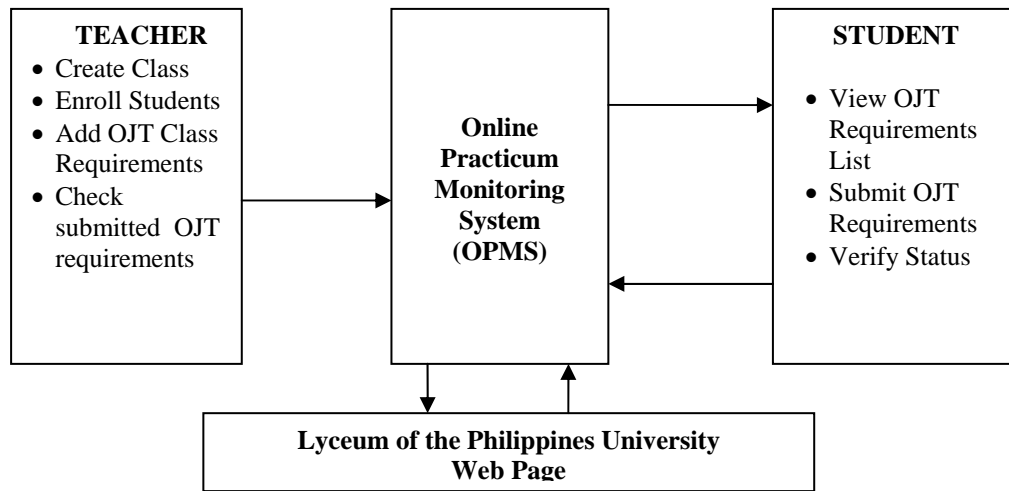 TEACHER
• Create Class
• Enroll Students
• Add OJT Class
Requirements
• Check
submitted OJT
requirements
Online
Practicum
Monitoring
System
(OPMS)
STUDENT
• View OJT
Requirements
List
• Submit OJT
Requirements
• Verify Status
Lyceum of the Philippines University
Web Page